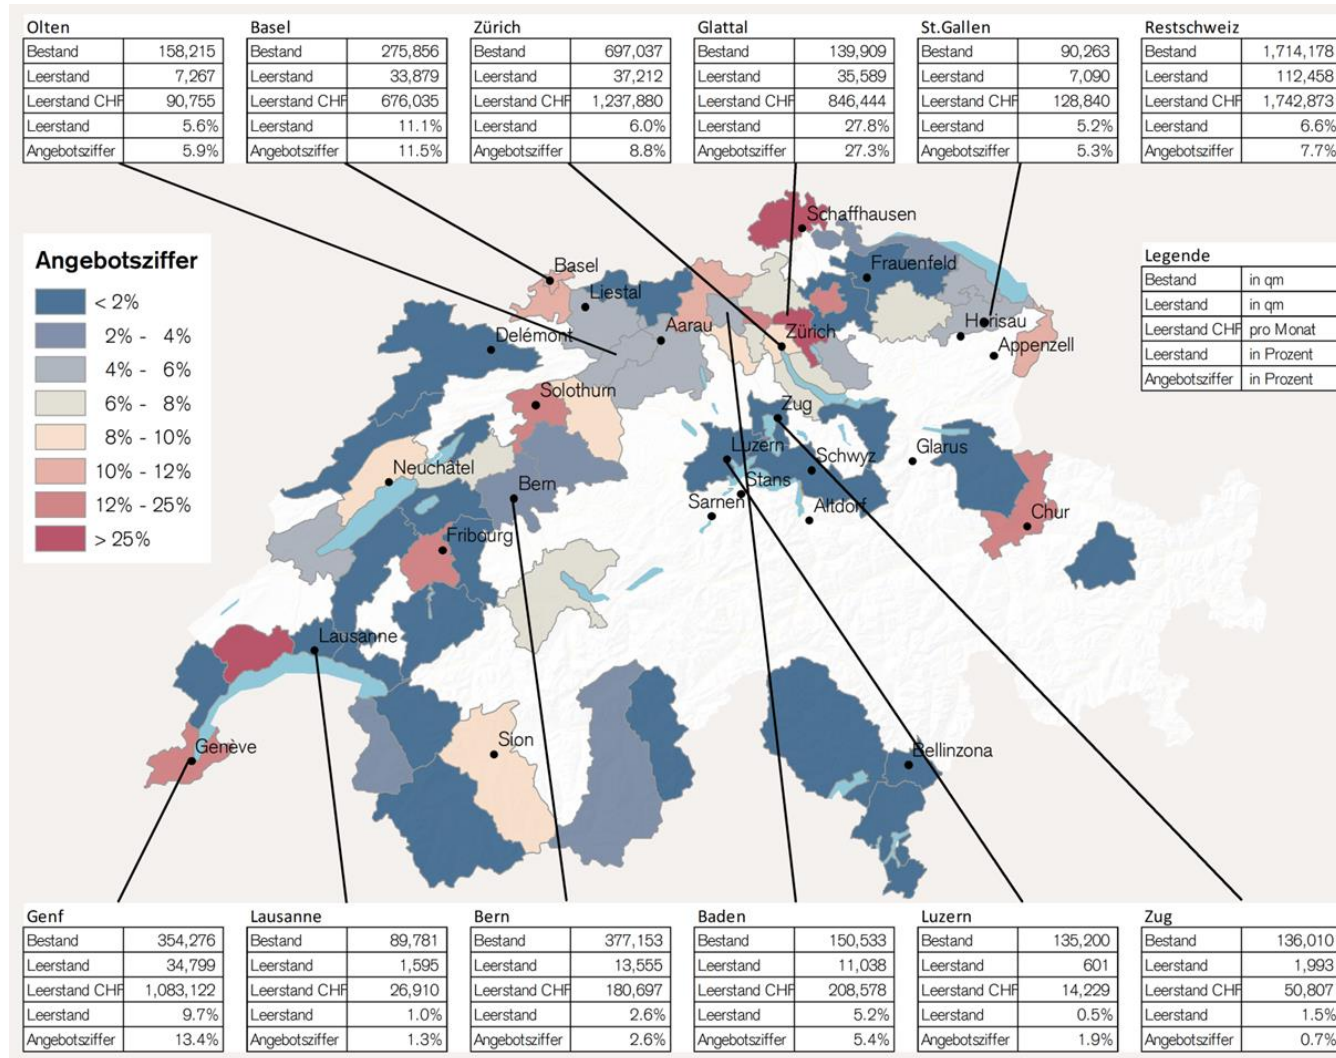 Olten
Bestand 158,215
Leerstand 7,267
Leerstand CHF 90,755
Leerstand 5.6%
Angebotsziffer 5.9%
Basel
Bestand 275,856
Leerstand 33,879
Leerstand CHF 676,035
Leerstand 11.1%
Angebotsziffer 11.5%
Zürich
Bestand 697,037
Leerstand 37,212
Leerstand CHF 1,237,880
Leerstand 6.0%
Angebotsziffer 8.8%
Glattal
Bestand 139,909
Leerstand 35,589
Leerstand CHF 846,444
Leerstand 27.8%
Angebotsziffer 27.3%
St.Gallen
Bestand 90,263
Leerstand 7,090
Leerstand CHF 128,840
Leerstand 5.2%
Angebotsziffer 5.3%
Restschweiz
Bestand 1,714,178
Leerstand 112,458
Leerstand CHF 1,742,873
Leerstand 6.6%
Angebotsziffer 7.7%
Angebotsziffer
< 2%
2% - 4%
4% - 6%
6% - 8%
8% - 10%
10% - 12%
12% - 25%
> 25%
Legende
Bestand in qm
Leerstand in qm
Leerstand CHF pro Monat
Leerstand in Prozent
Angebotsziffer in Prozent
Schaffhausen
Basel
Frauenfeld
Liestal
Herisau
Aarau
Zürich
Delémont
Appenzell
Solothurn
Zug
Luzern
Glarus
Schwyz
Neuchâtel
Stans
Bern
Sarnen
Altdorf
Chur
Fribourg
Lausanne
Genève
Sion
Bellinzona
Genf
Bestand 354,276
Leerstand 34,799
Leerstand CHF 1,083,122
Leerstand 9.7%
Angebotsziffer 13.4%
Lausanne
Bestand 89,781
Leerstand 1,595
Leerstand CHF 26,910
Leerstand 1.0%
Angebotsziffer 1.3%
Bern
Bestand 377,153
Leerstand 13,555
Leerstand CHF 180,697
Leerstand 2.6%
Angebotsziffer 2.6%
Baden
Bestand 150,533
Leerstand 11,038
Leerstand CHF 208,578
Leerstand 5.2%
Angebotsziffer 5.4%
Luzern
Bestand 135,200
Leerstand 601
Leerstand CHF 14,229
Leerstand 0.5%
Angebotsziffer 1.9%
Zug
Bestand 136,010
Leerstand 1,993
Leerstand CHF 50,807
Leerstand 1.5%
Angebotsziffer 0.7%